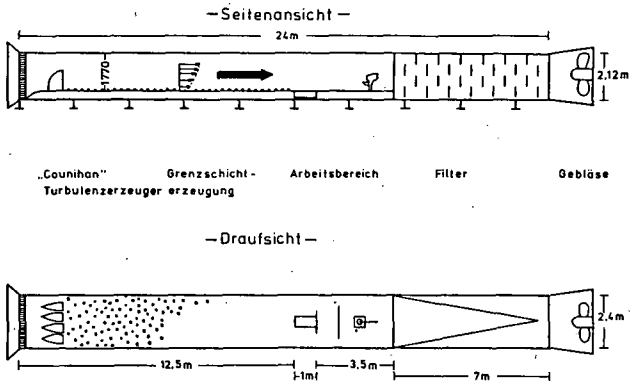 —Seitenansicht—
24m
1770
2,12m
„Counihan" Grenzschicht- Arbeitsbereich Filter Gebläse
Turbulenzerzeuger erzeugung
—Draufsicht—
2,4m
12,5m 1m 3,5m 7m